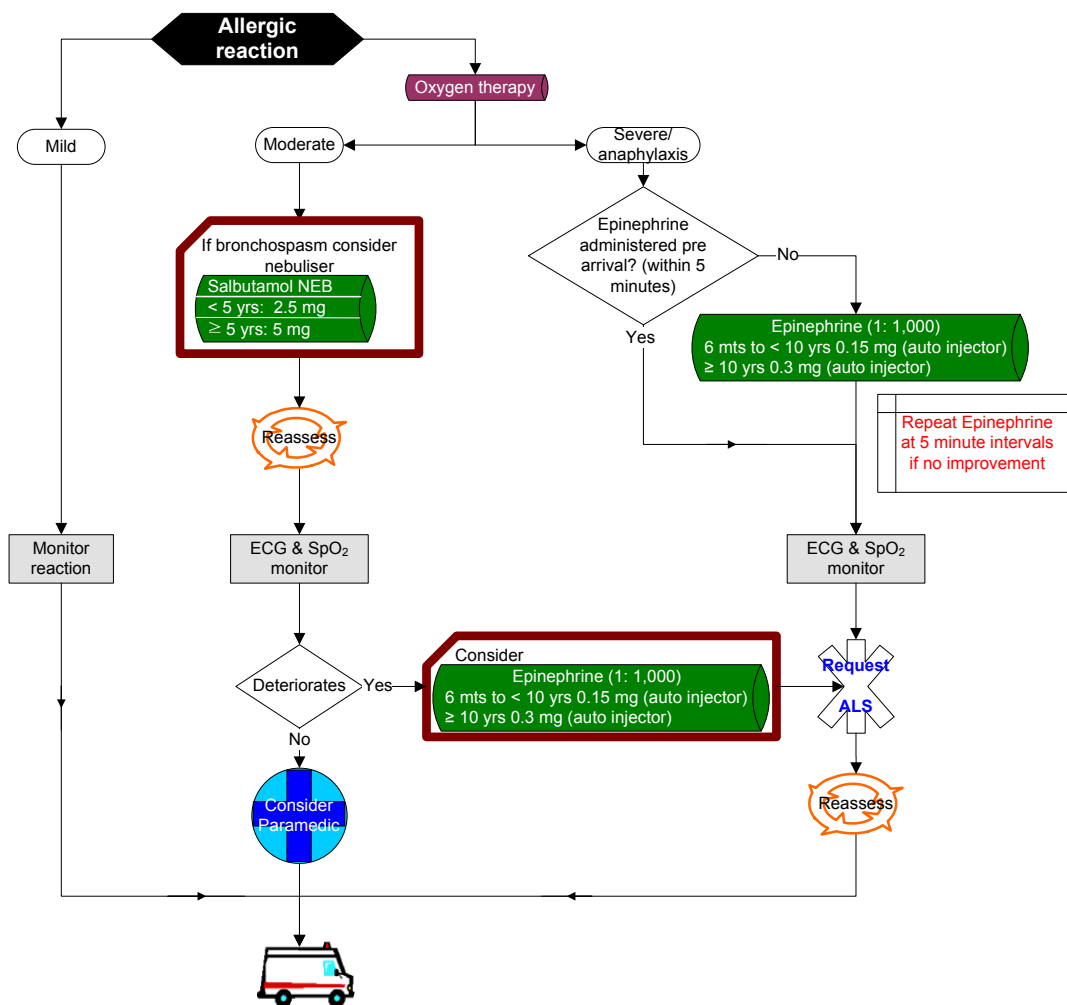 Allergic
reaction
Oxygen therapy
Mild
Moderate
Severe/
anaphylaxis
If bronchospasm consider
nebuliser
Salbutamol NEB
< 5 yrs: 2.5 mg
≥ 5 yrs: 5 mg
Epinephrine
administered pre
arrival? (within 5
minutes)
No
Yes
Epinephrine (1: 1,000)
6 mts to < 10 yrs 0.15 mg (auto injector)
≥ 10 yrs 0.3 mg (auto injector)
Repeat Epinephrine
at 5 minute intervals
if no improvement
Reassess
Monitor
reaction
ECG & SpO₂
monitor
ECG & SpO₂
monitor
Deteriorates
Yes
No
Consider
Epinephrine (1: 1,000)
6 mts to < 10 yrs 0.15 mg (auto injector)
≥ 10 yrs 0.3 mg (auto injector)
Request
ALS
Consider
Paramedic
Reassess